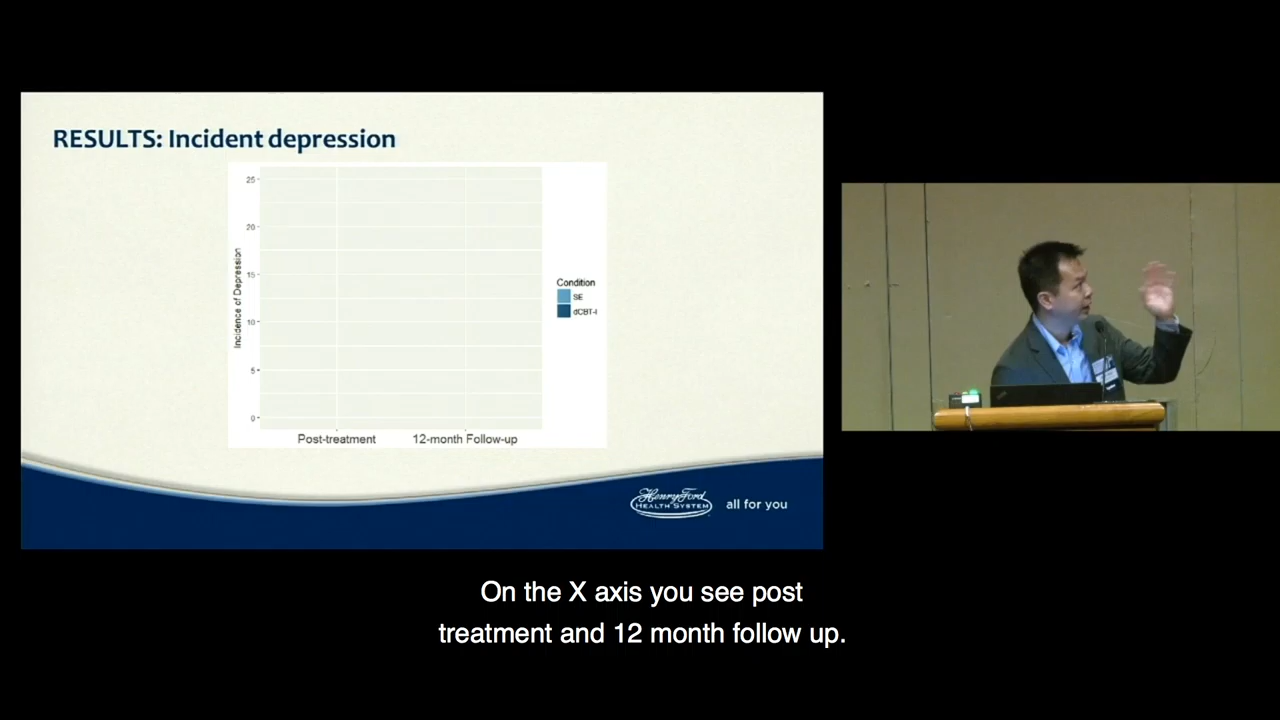 RESULTS: Incident depression
25
20
15
10
5
0
Incidence of Depression
Post-treatment
12-month Follow-up
Condition
SE
dCBT-I
Henry Ford
HEALTH SYSTEM
all for you
On the X axis you see post
treatment and 12 month follow up.